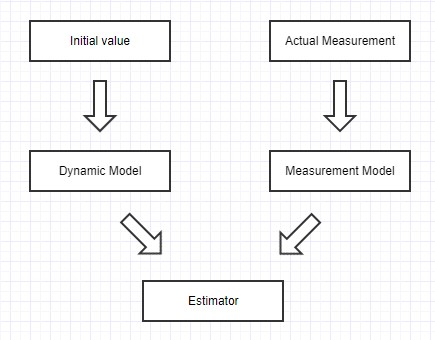 Initial value
Actual Measurement
Dynamic Model
Measurement Model
Estimator